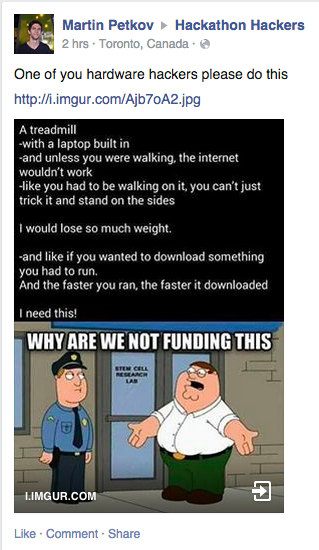 Martin Petkov ▸ Hackathon Hackers
2 hrs · Toronto, Canada ·
One of you hardware hackers please do this
http://i.imgur.com/Ajb7oA2.jpg
A treadmill
-with a laptop built in
-and unless you were walking, the internet
wouldn't work
-like you had to be walking on it, you can't just
trick it and stand on the sides
I would lose so much weight.
-and like if you wanted to download something
you had to run.
And the faster you ran, the faster it downloaded
I need this!
WHY ARE WE NOT FUNDING THIS
STEM CELL
RESEARCH
LAB
I.IMGUR.COM
Like · Comment · Share